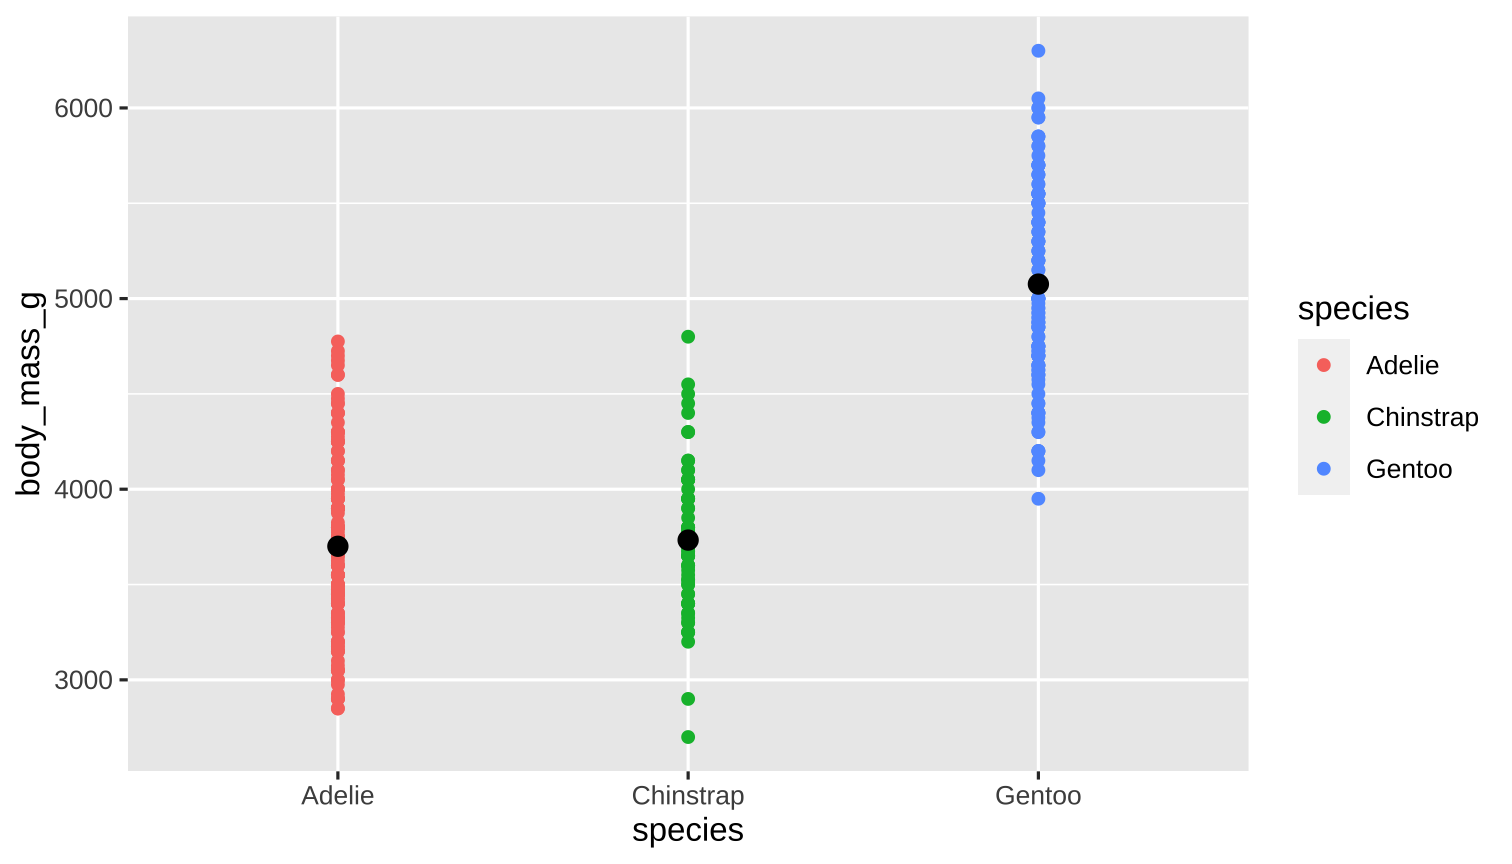 6000
5000
4000
3000
body_mass_g
Adelie
Chinstrap
Gentoo
species
species
Adelie
Chinstrap
Gentoo